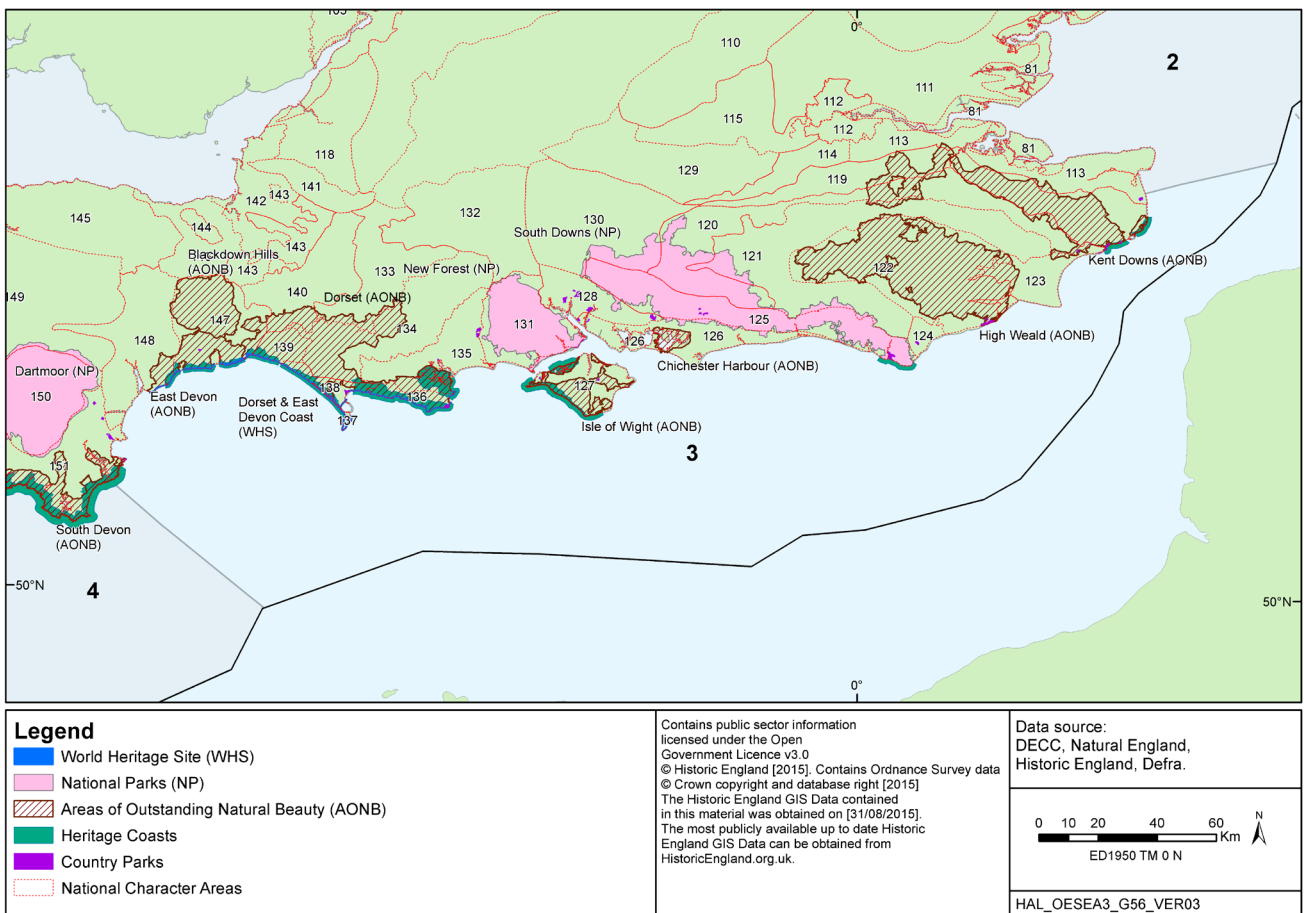 103
0°
110
2
81
111
112
81
115
112
113
81
118
114
129
119
113
141
143
142
145
132
130
144
South Downs (NP)
120
143
Blackdown Hills
(AONB)
143
121
Kent Downs (AONB)
133
New Forest (NP)
122
123
149
140
Dorset (AONB)
128
147
134
131
125
148
126
126
124
High Weald (AONB)
139
135
Chichester Harbour (AONB)
Dartmoor (NP)
138
127
150
East Devon
(AONB)
Dorset & East
Devon Coast
(WHS)
136
137
Isle of Wight (AONB)
3
151
South Devon
(AONB)
50°N
4
50°N
0°
Legend
World Heritage Site (WHS)
National Parks (NP)
Areas of Outstanding Natural Beauty (AONB)
Heritage Coasts
Country Parks
National Character Areas
Contains public sector information
licensed under the Open
Government Licence v3.0
© Historic England [2015]. Contains Ordnance Survey data
© Crown copyright and database right [2015]
The Historic England GIS Data contained
in this material was obtained on [31/08/2015].
The most publicly available up to date Historic
England GIS Data can be obtained from
HistoricEngland.org.uk.
Data source:
DECC, Natural England,
Historic England, Defra.
0 10 20 40 60
Km
N
ED1950 TM 0 N
HAL_OESEA3_G56_VER03